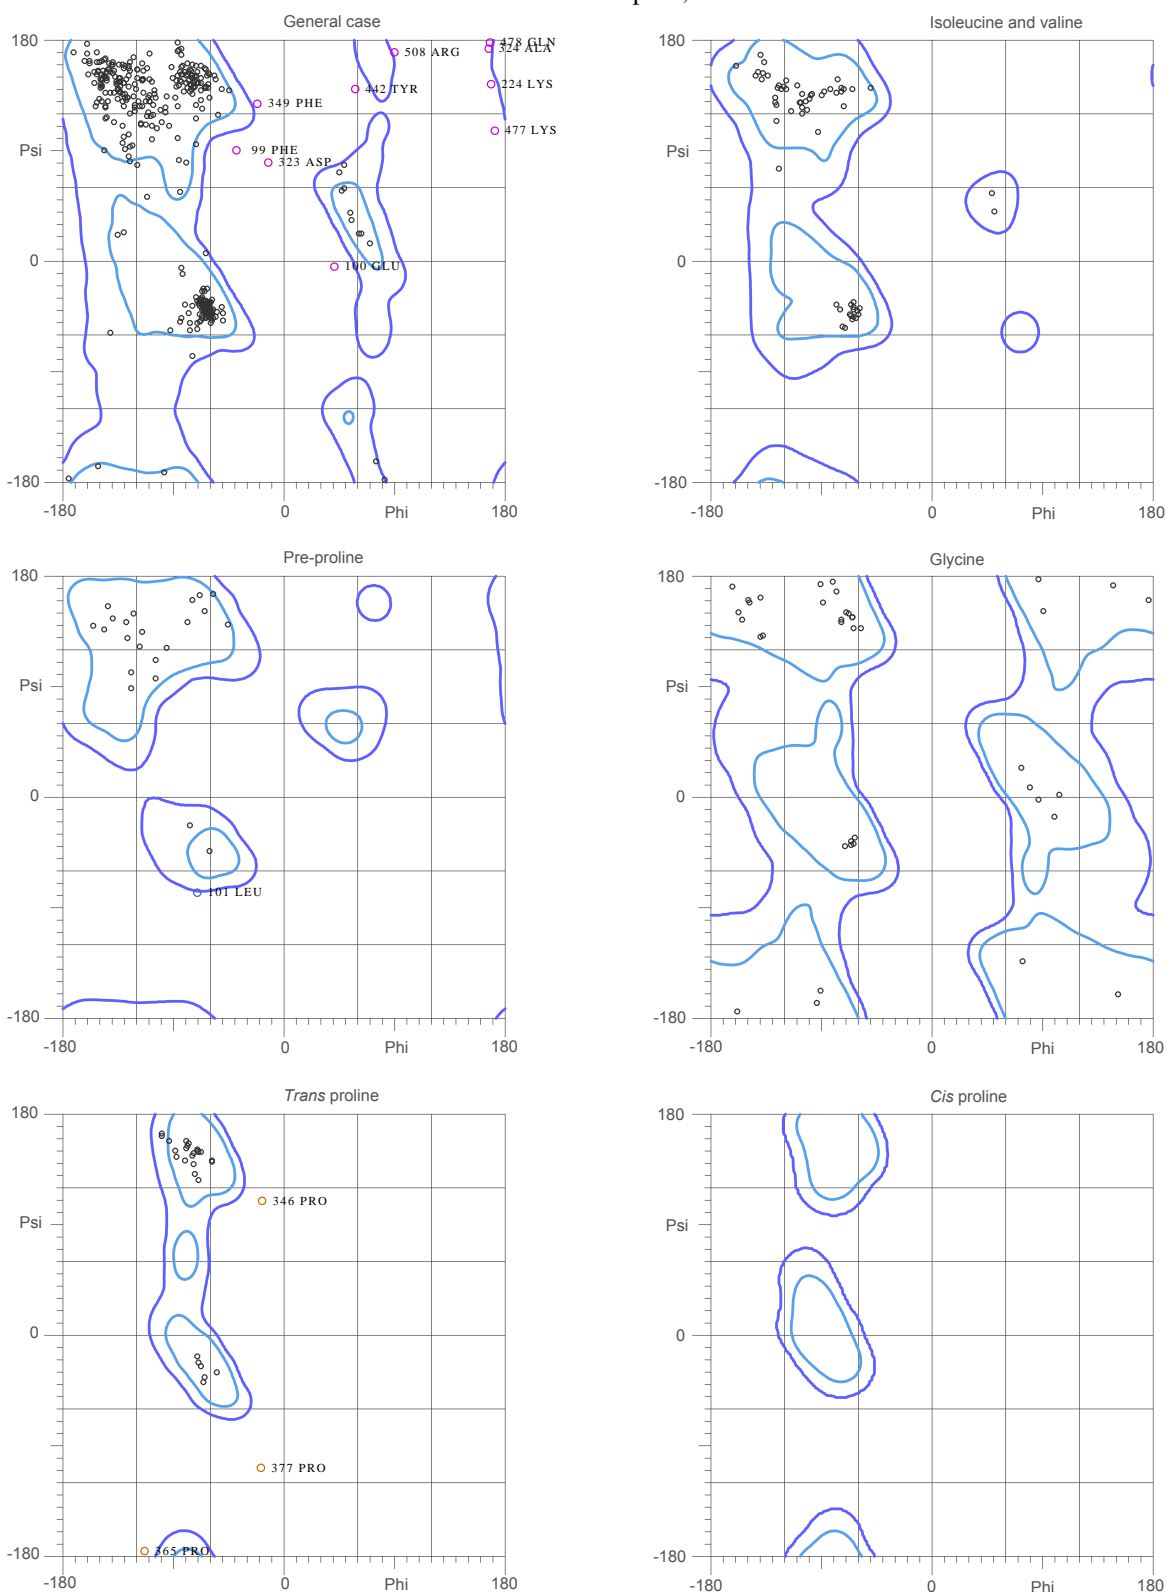 General case
180
Psi
0
-180
-180
0
Phi
180
478 GLN
324 ALA
508 ARG
224 LYS
442 TYR
349 PHE
477 LYS
99 PHE
323 ASP
100 GLU
Isoleucine and valine
180
Psi
0
-180
-180
0
Phi
180
Pre-proline
180
Psi
0
-180
-180
0
Phi
180
101 LEU
Glycine
180
Psi
0
-180
-180
0
Phi
180
Trans proline
180
Psi
0
-180
-180
0
Phi
180
346 PRO
377 PRO
365 PRO
Cis proline
180
Psi
0
-180
-180
0
Phi
180